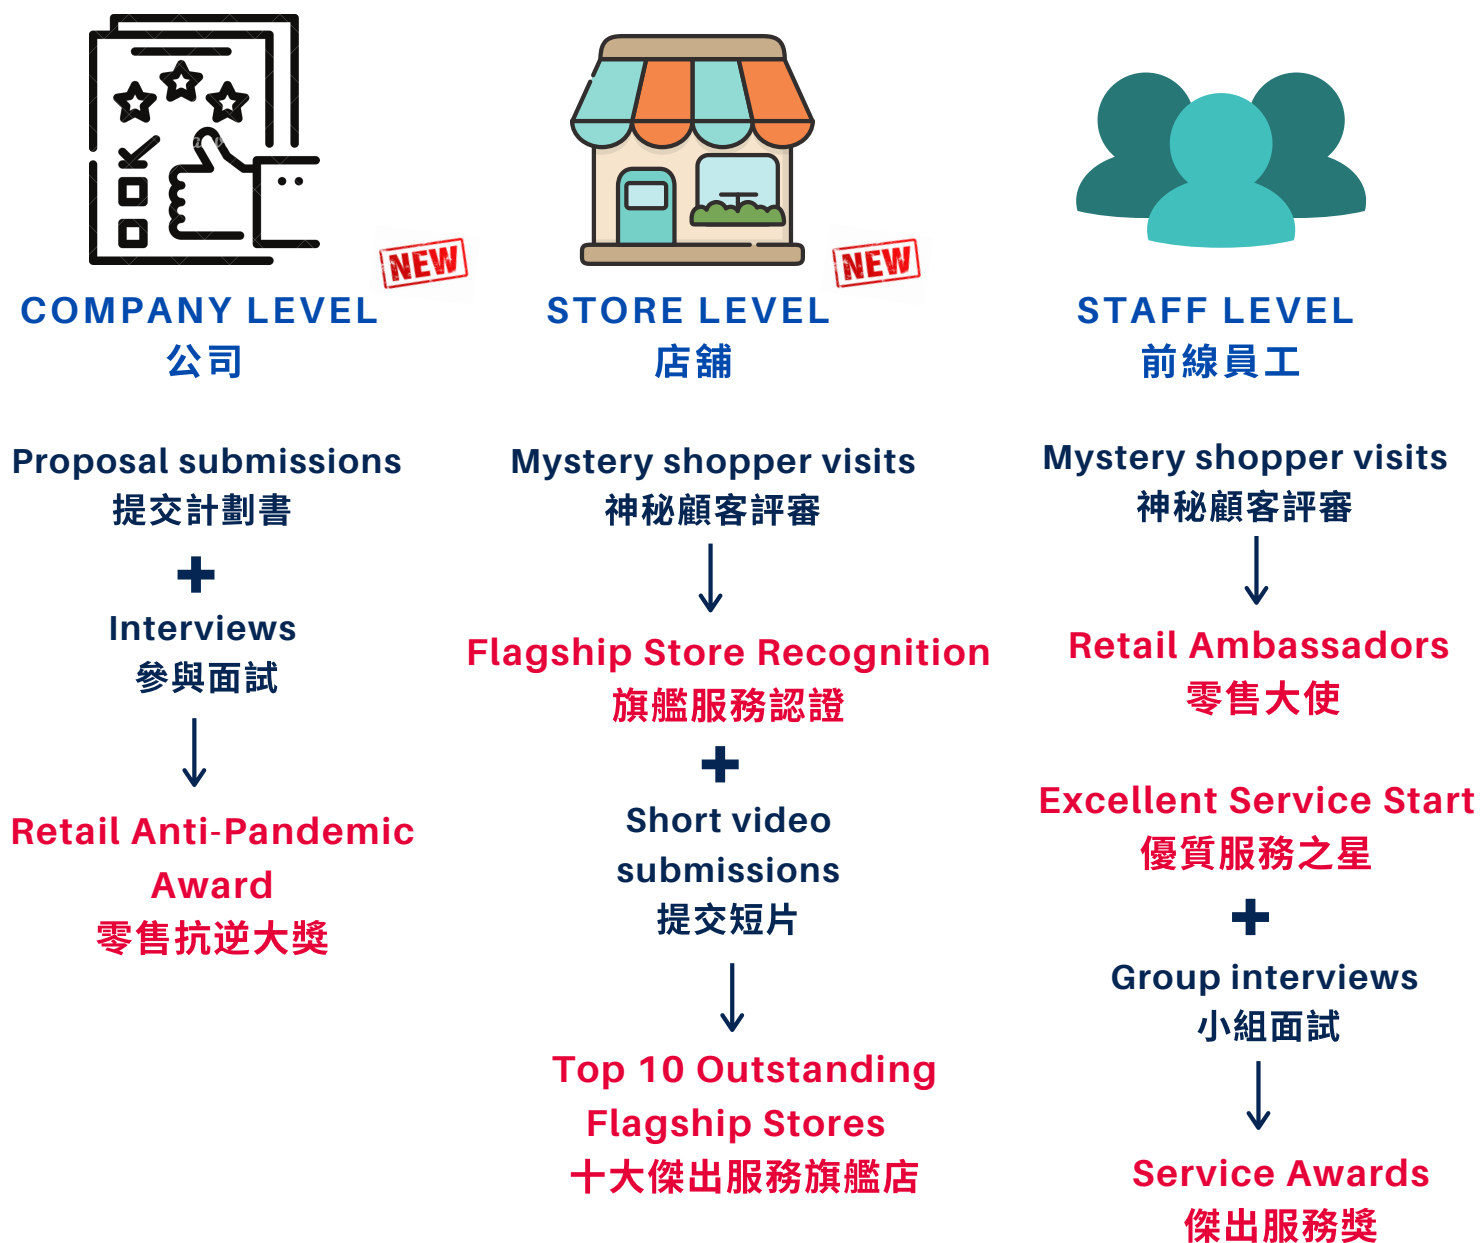 NEW
COMPANY LEVEL
公司
Proposal submissions
提交計劃書
+
Interviews
參與面試
Retail Anti-Pandemic
Award
零售抗逆大獎
NEW
STORE LEVEL
店舖
Mystery shopper visits
神秘顧客評審
Flagship Store Recognition
旗艦服務認證
+
Short video
submissions
提交短片
Top 10 Outstanding
Flagship Stores
十大傑出服務旗艦店
STAFF LEVEL
前線員工
Mystery shopper visits
神秘顧客評審
Retail Ambassadors
零售大使
Excellent Service Start
優質服務之星
+
Group interviews
小組面試
Service Awards
傑出服務獎